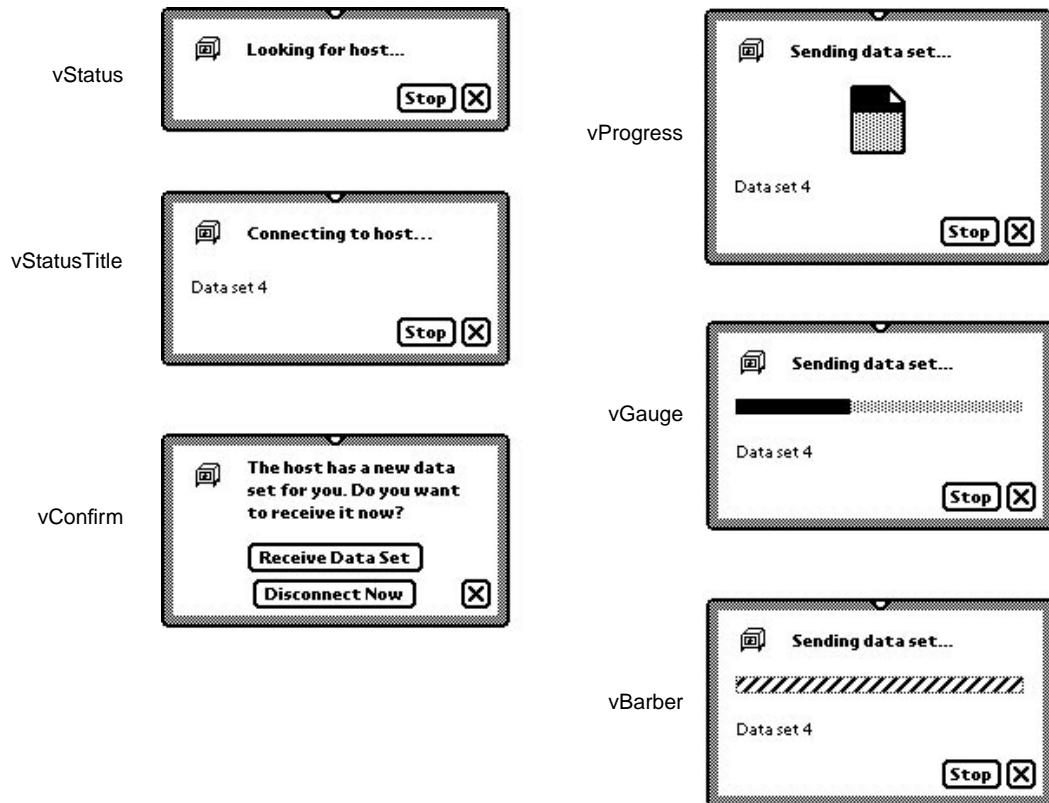 vStatus
Looking for host...
Stop
vStatusTitle
Connecting to host...
Data set 4
Stop
vConfirm
The host has a new data
set for you. Do you want
to receive it now?
Receive Data Set
Disconnect Now
vProgress
Sending data set...
Data set 4
Stop
vGauge
Sending data set...
Data set 4
Stop
vBarber
Sending data set...
Data set 4
Stop